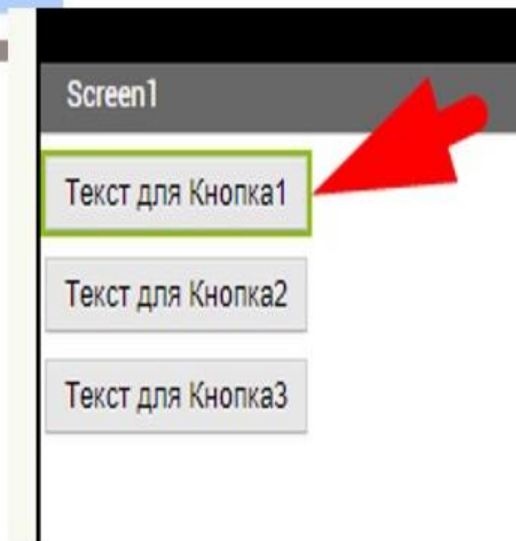 Screen1
Текст для Кнопка1
Текст для Кнопка2
Текст для Кнопка3